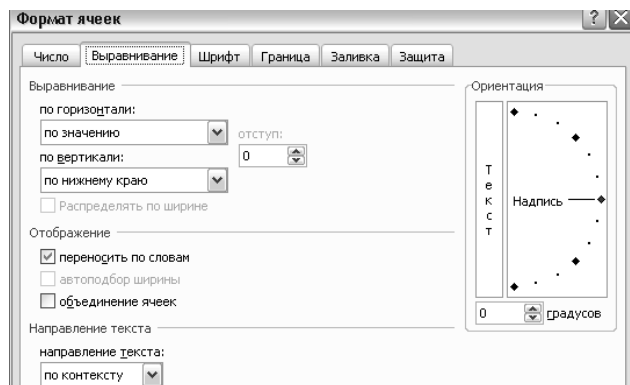 Формат ячеек
Число Выравнивание Шрифт Граница Заливка Защита
Выравнивание
по горизонтали:
по значению
отступ:
по вертикали:
0
по нижнему краю
Распределять по ширине
Отображение
переносить по словам
автоподбор ширины
объединение ячеек
Направление текста
направление текста:
по контексту
Ориентация
Текст
Надпись
0 градусов